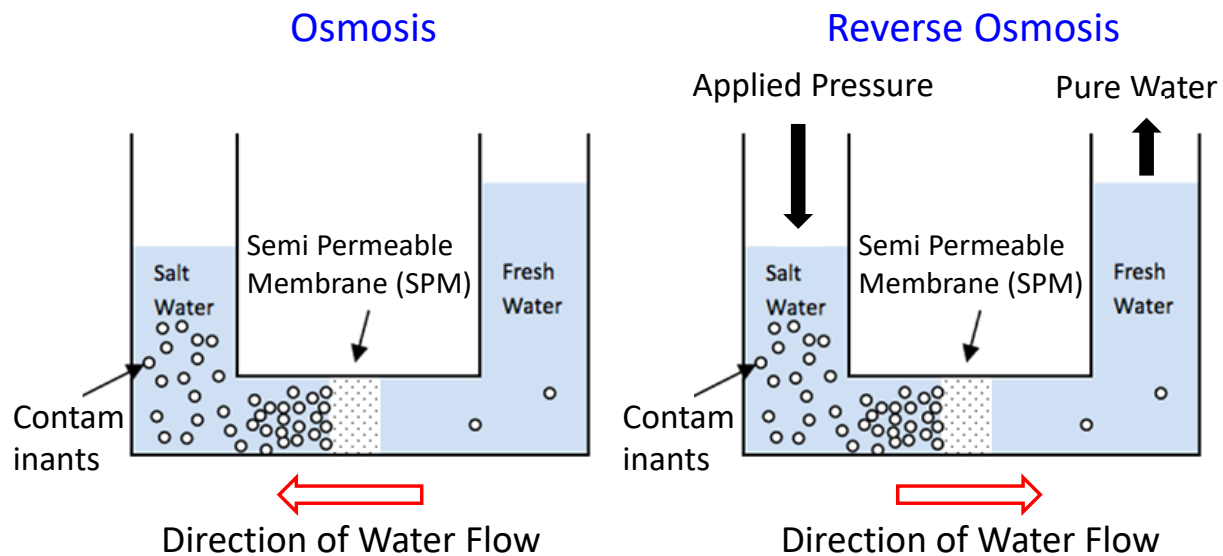 Osmosis
Semi Permeable
Membrane (SPM)
Salt
Water
Fresh
Water
Contam
inants
Direction of Water Flow
Reverse Osmosis
Applied Pressure
Pure Water
Semi Permeable
Membrane (SPM)
Salt
Water
Fresh
Water
Contam
inants
Direction of Water Flow